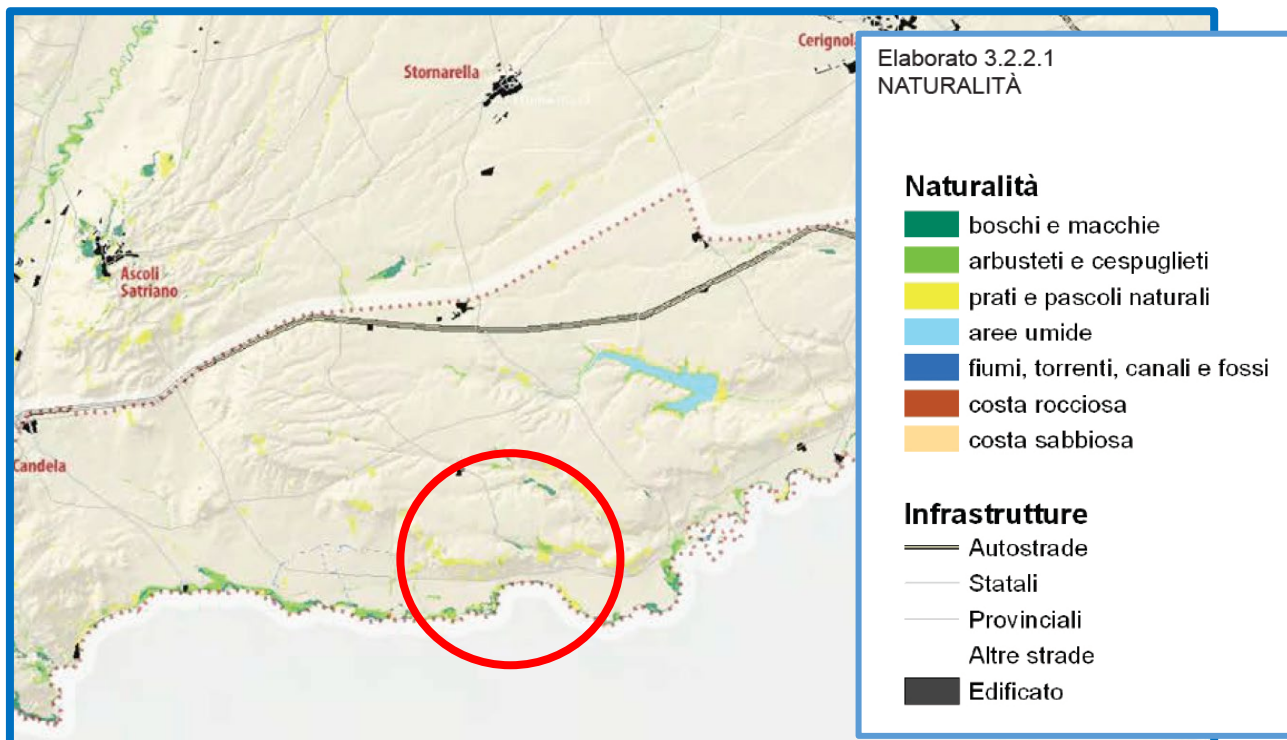 Stornarella
Cerignol
Ascoli
Satriano
Candela
Elaborato 3.2.2.1
NATURALITÀ
Naturalità
boschi e macchie
arbusteti e cespuglieti
prati e pascoli naturali
aree umide
fiumi, torrenti, canali e fossi
costa rocciosa
costa sabbiosa
Infrastrutture
Autostrade
Statali
Provinciali
Altre strade
Edificato